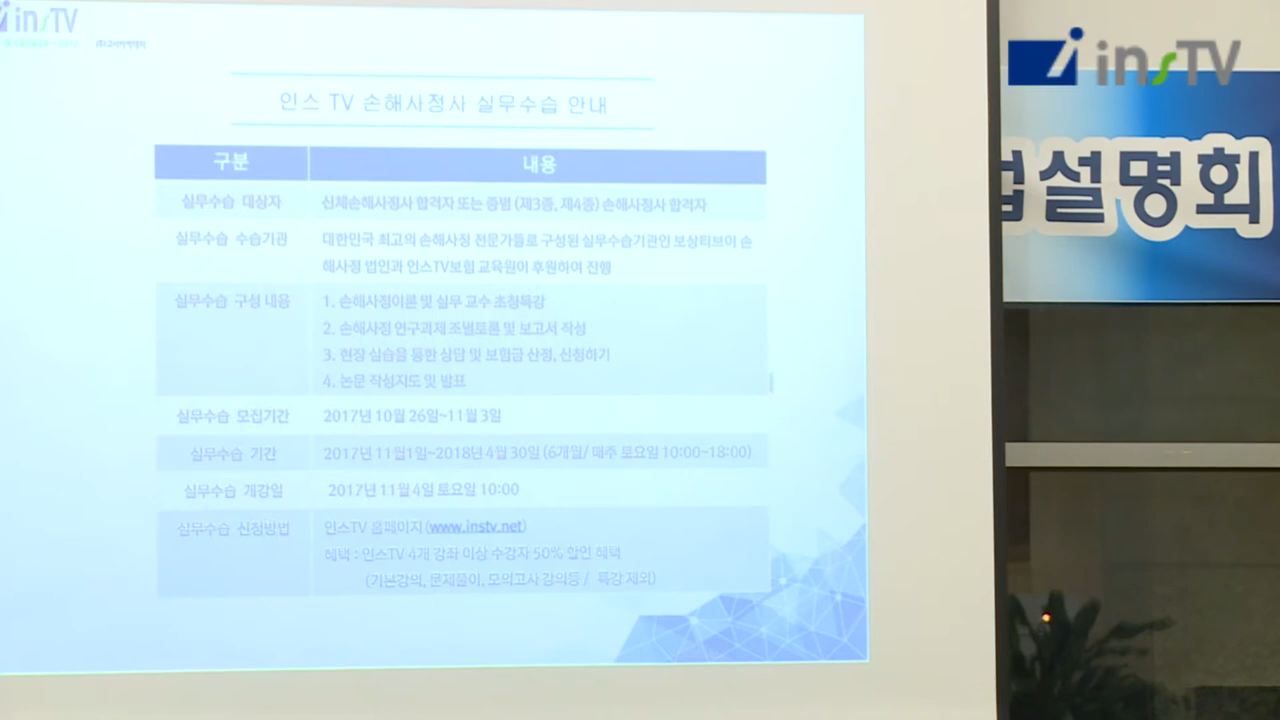 insTV
insTV
인스 TV 손해사정사 실무수습 안내
구분 내용
실무수습 대상자 신체손해사정사 합격자 또는 종별 (제3종, 제4종) 손해사정사 합격자
실무수습 수습기관 대한민국 최고의 손해사정 전문가들로 구성된 실무수습기관인 보상티브이 손
해사정 법인과 인스TV보험 교육원이 후원하여 진행
실무수습 구성 내용 1. 손해사정이론 및 실무 교수 초청특강
2. 손해사정 연구과제 조별토론 및 보고서 작성
3. 현장 실습을 통한 상담 및 보험금 산정, 신청하기
4. 논문 작성지도 및 발표
실무수습 모집기간 2017년 10월 26일~11월 3일
실무수습 기간 2017년 11월1일~2018년 4월 30일 (6개월/ 매주 토요일 10:00~18:00)
실무수습 개강일 2017년 11월 4일 토요일 10:00
실무수습 신청방법 인스TV 홈페이지 (www.instv.net)
혜택 : 인스TV 4개 강좌 이상 수강자 50% 할인 혜택
(기본강의, 문제풀이, 모의고사 강의등 / 특강 제외)
설명회